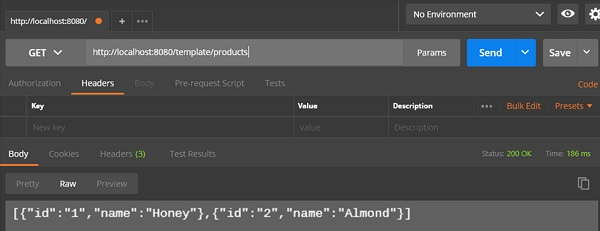 http://localhost:8080/ + ••• No Environment
GET http://localhost:8080/template/products Params Send Save
Authorization Headers Body Pre-request Script Tests Code
Key Value Description ••• Bulk Edit Presets
New key Value Description
Body Cookies Headers (3) Test Results Status: 200 OK Time: 186 ms
Pretty Raw Preview
[{"id":"1","name":"Honey"},{"id":"2","name":"Almond"}]